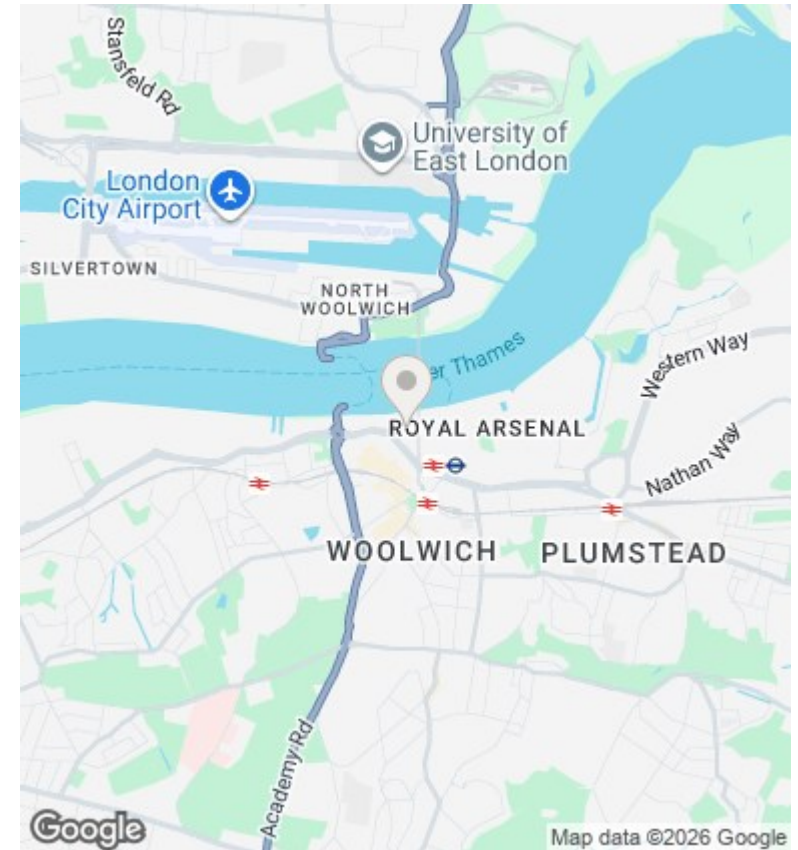 Stansfeld Rd
University of
East London
London
City Airport
SILVERTOWN
NORTH
WOOLWICH
er Thames
Western Way
ROYAL ARSENAL
Nathan Way
WOOLWICH
PLUMSTEAD
Academy Rd
Google
Map data ©2026 Google